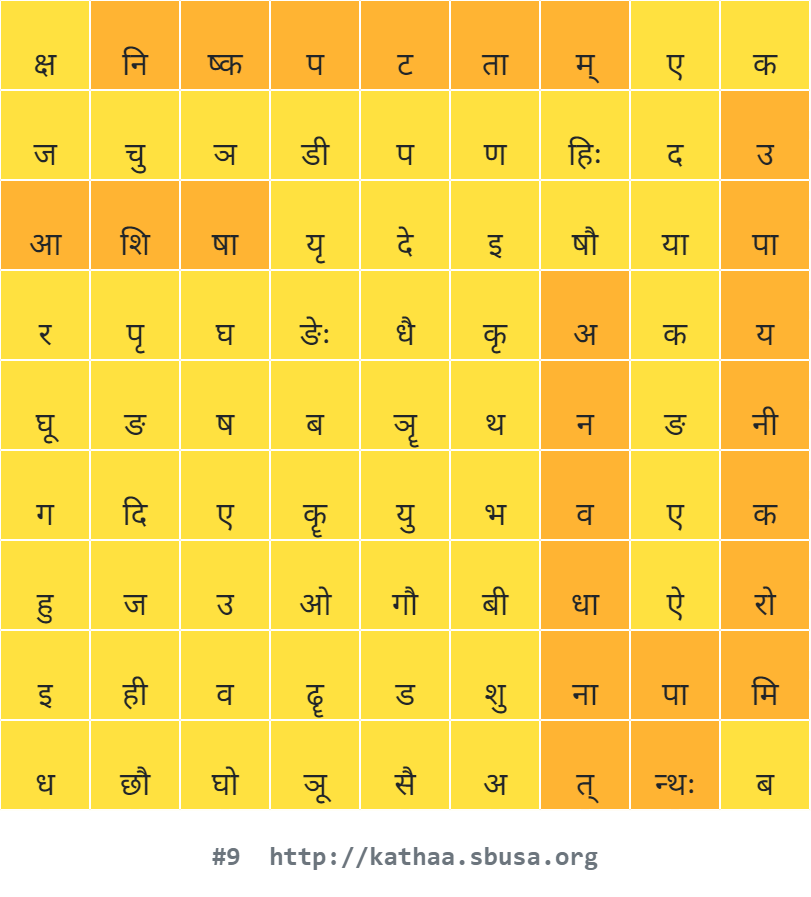 क्ष नि ष्क प ट ता म् ए क
ज चु ञ डी प ण हिः द उ
आ शि षा यृ दे इ षौ या पा
र पृ घ ङेः धै कृ अ क य
घू ङ ष ब ञॄ थ न ङ नी
ग दि ए कॄ यु भ व ए क
हु ज उ ओ गौ बी धा ऐ रो
इ ही व ढॄ ड शु ना पा मि
ध छौ घो ञू सै अ त् न्थः ब
#9 http://kathaa.sbusa.org